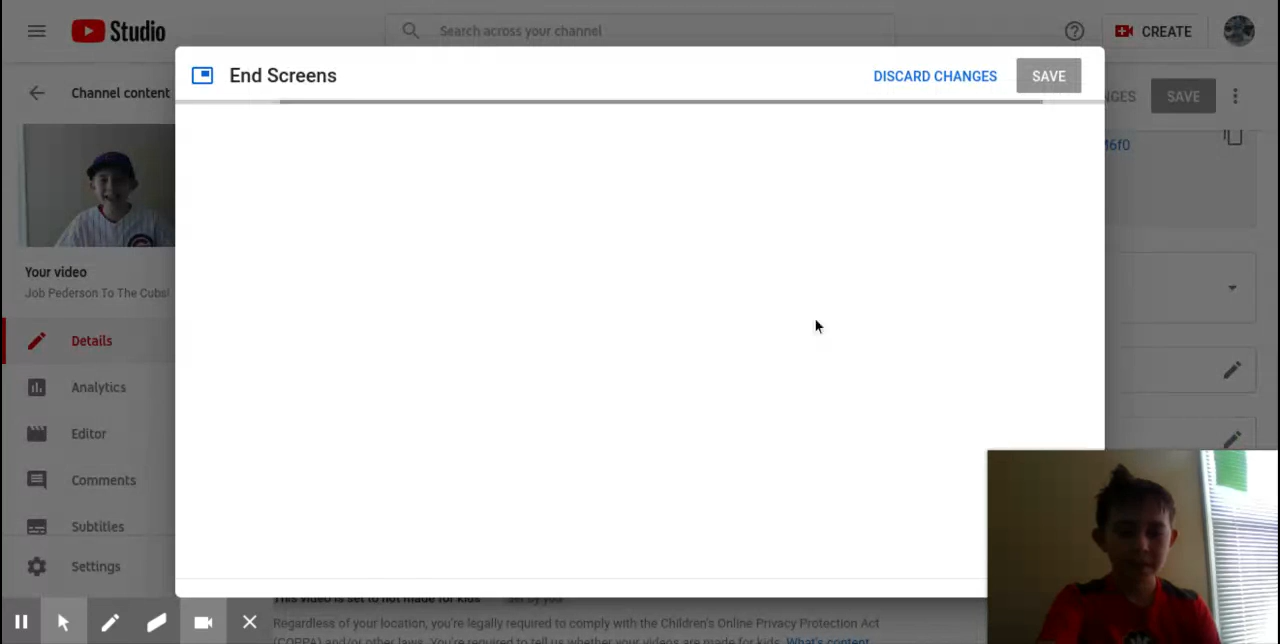 Studio
Search across your channel
CREATE
End Screens
DISCARD CHANGES
SAVE
Channel content
NGES
SAVE
M6f0
Your video
Job Pederson To The Cubs!
Details
Analytics
Editor
Comments
Subtitles
Settings
This video is set to not made for kids
Regardless of your location, you're legally required to comply with the Children's Online Privacy Protection Act
(COPPA) and/or other laws. You're required to tell us whether your videos are made for kids. What's content